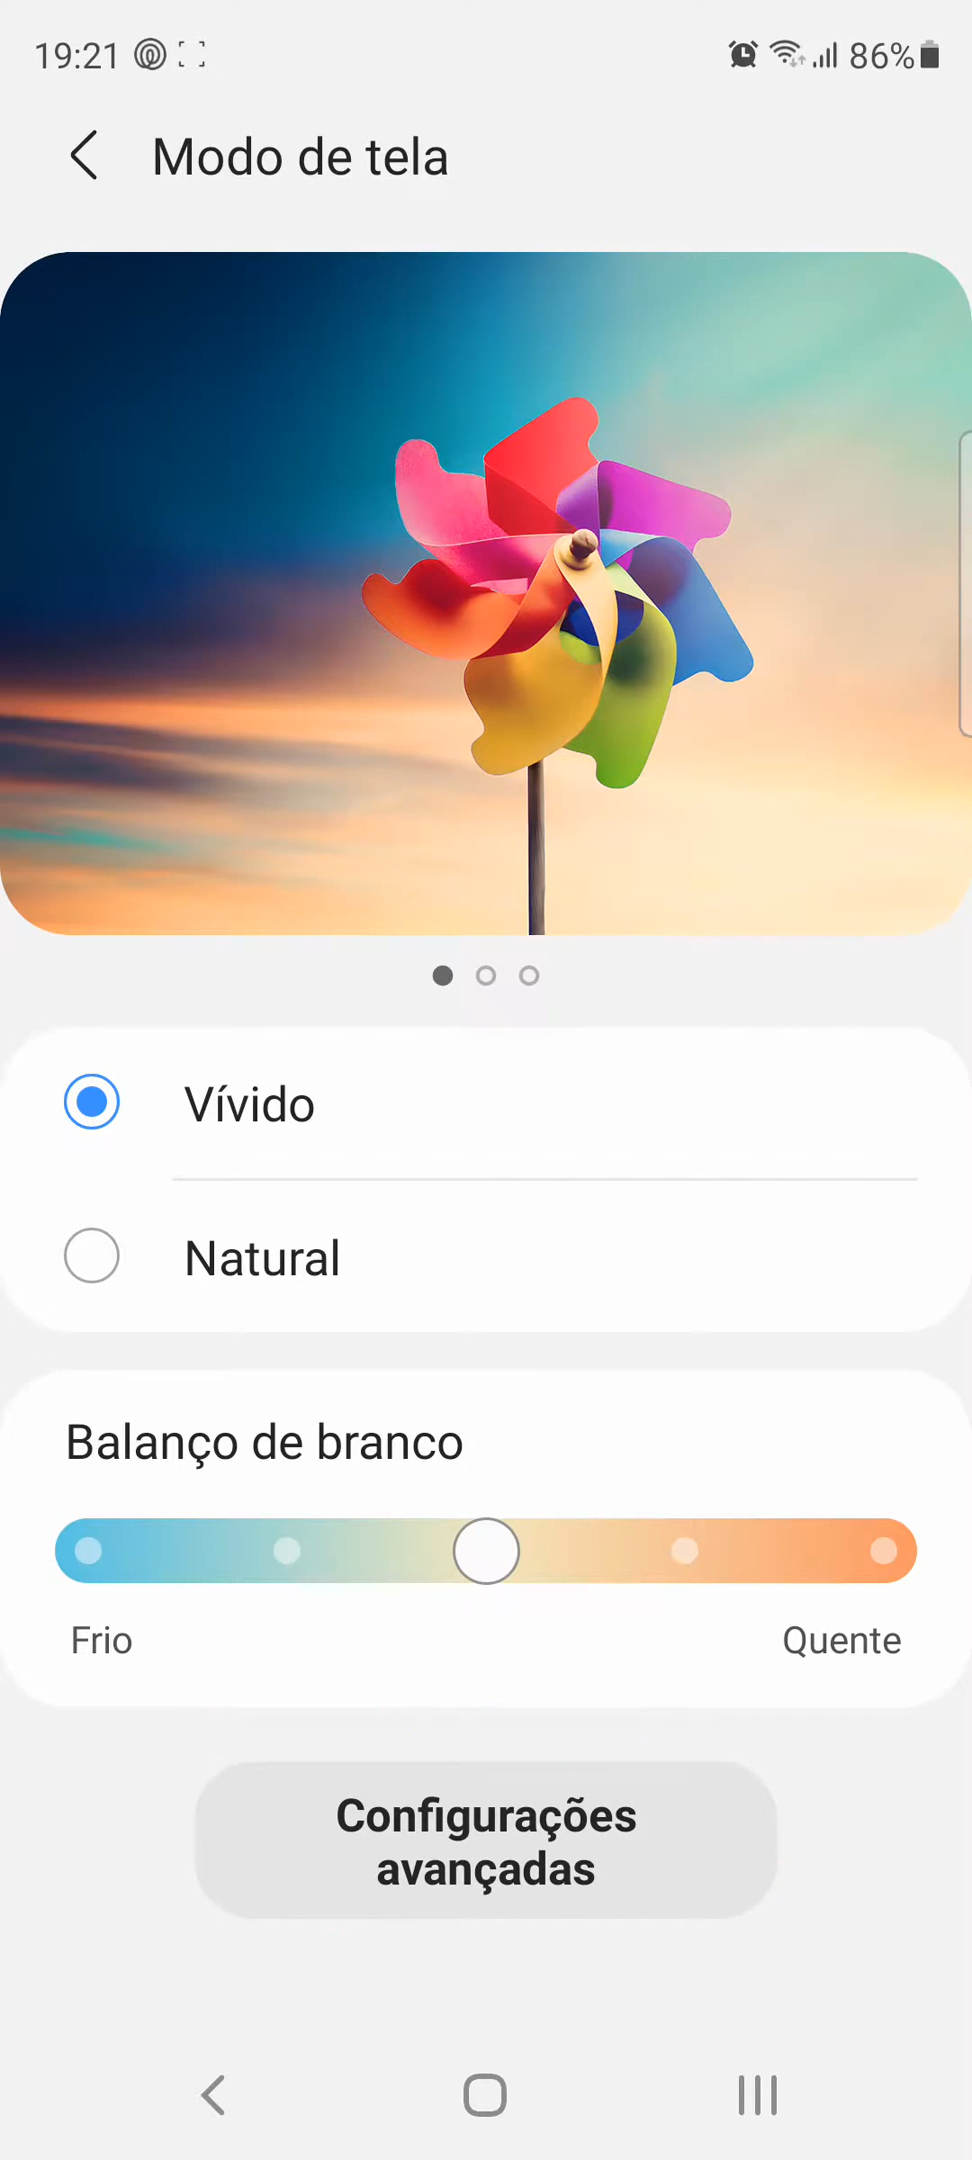 19:21 86%
Modo de tela
Vívido
Natural
Balanço de branco
Frio Quente
Configurações
avançadas